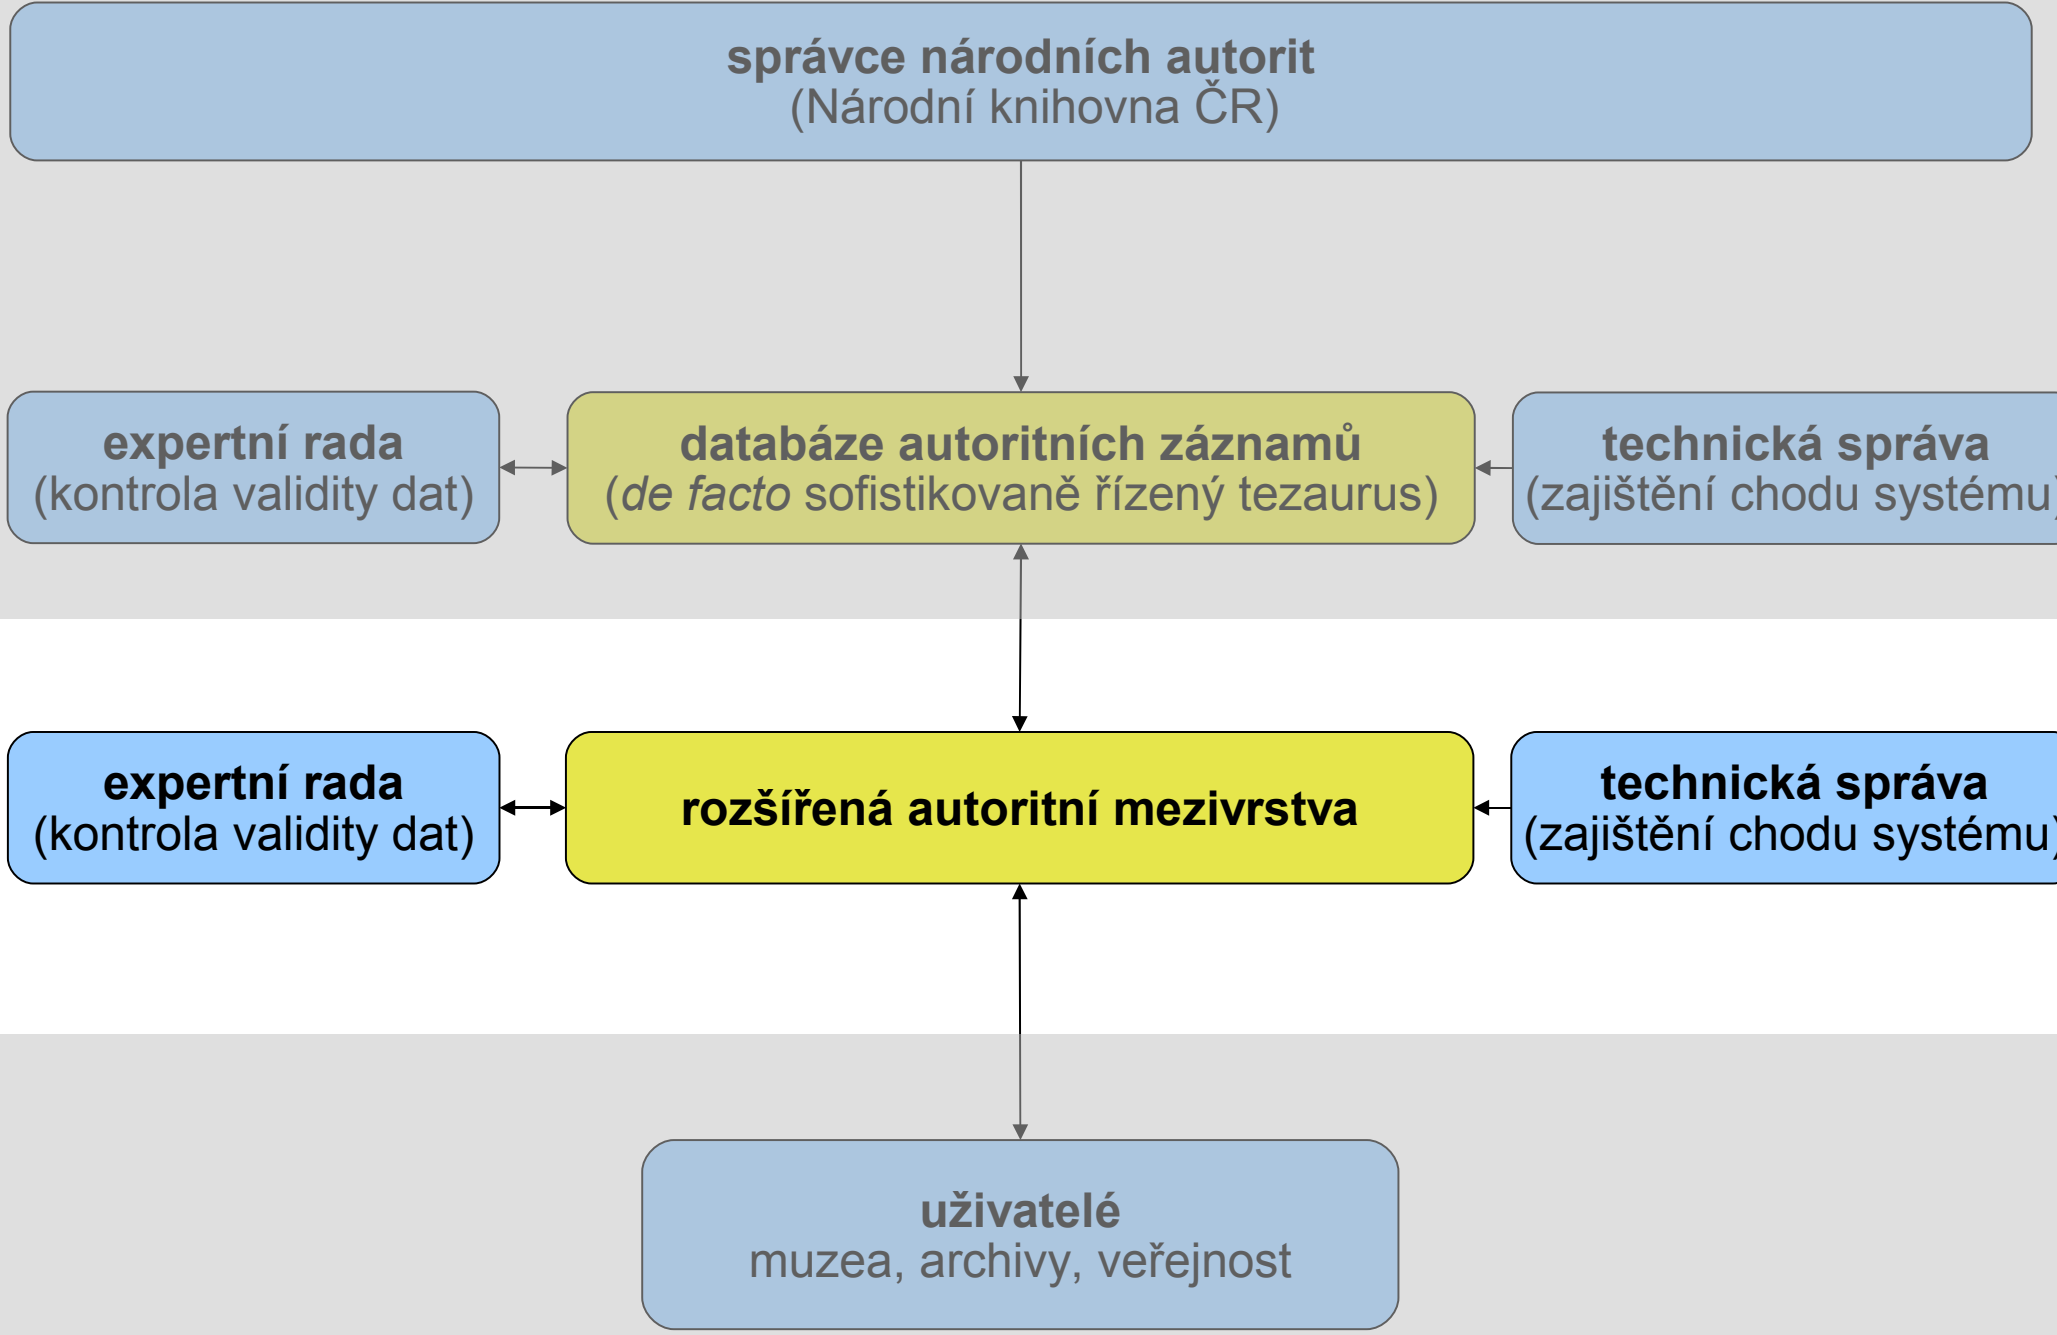 správce národních autorit
(Národní knihovna ČR)
expertní rada
(kontrola validity dat)
databáze autoritních záznamů
(de facto sofistikovaně řízený tezaurus)
technická správa
(zajištění chodu systému)
expertní rada
(kontrola validity dat)
rozšířená autoritní mezivrstva
technická správa
(zajištění chodu systému)
uživatelé
muzea, archivy, veřejnost